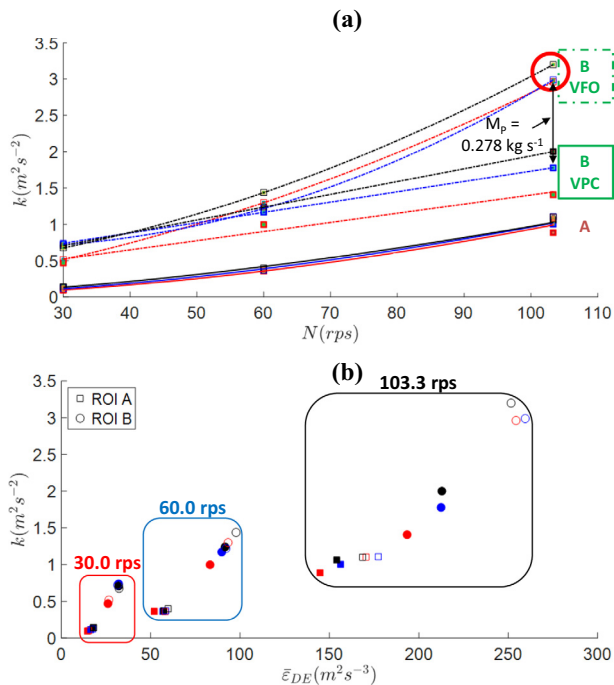 (a)
3.5
3
2.5
2
1.5
1
0.5
0
k(m²s⁻²)
B
VFO
Mₚ =
0.278 kg s⁻¹
B
VPC
A
30 40 50 60 70 80 90 100 110
N(rps)
(b)
3.5
3
2.5
2
1.5
1
0.5
0
k(m²s⁻²)
ROI A
ROI B
103.3 rps
60.0 rps
30.0 rps
0 50 100 150 200 250 300
ε̄_DE(m²s⁻³)